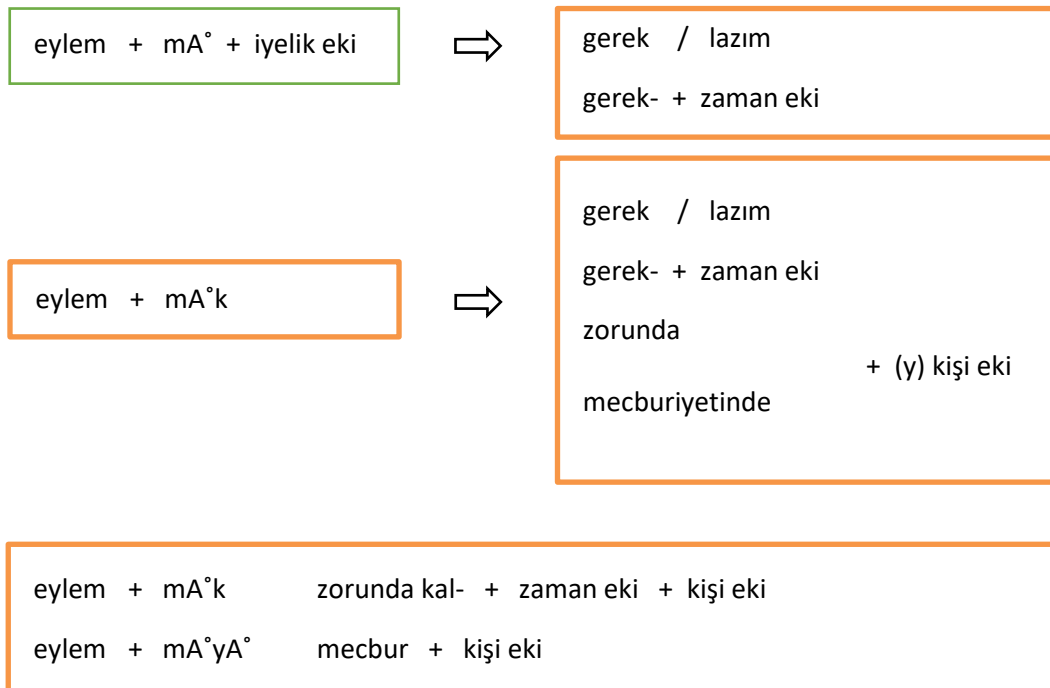 eylem + mA˚ + iyelik eki
gerek / lazım
gerek- + zaman eki
eylem + mA˚k
gerek / lazım
gerek- + zaman eki
zorunda
+ (y) kişi eki
mecburiyetinde
eylem + mA˚k zorunda kal- + zaman eki + kişi eki
eylem + mA˚yA˚ mecbur + kişi eki